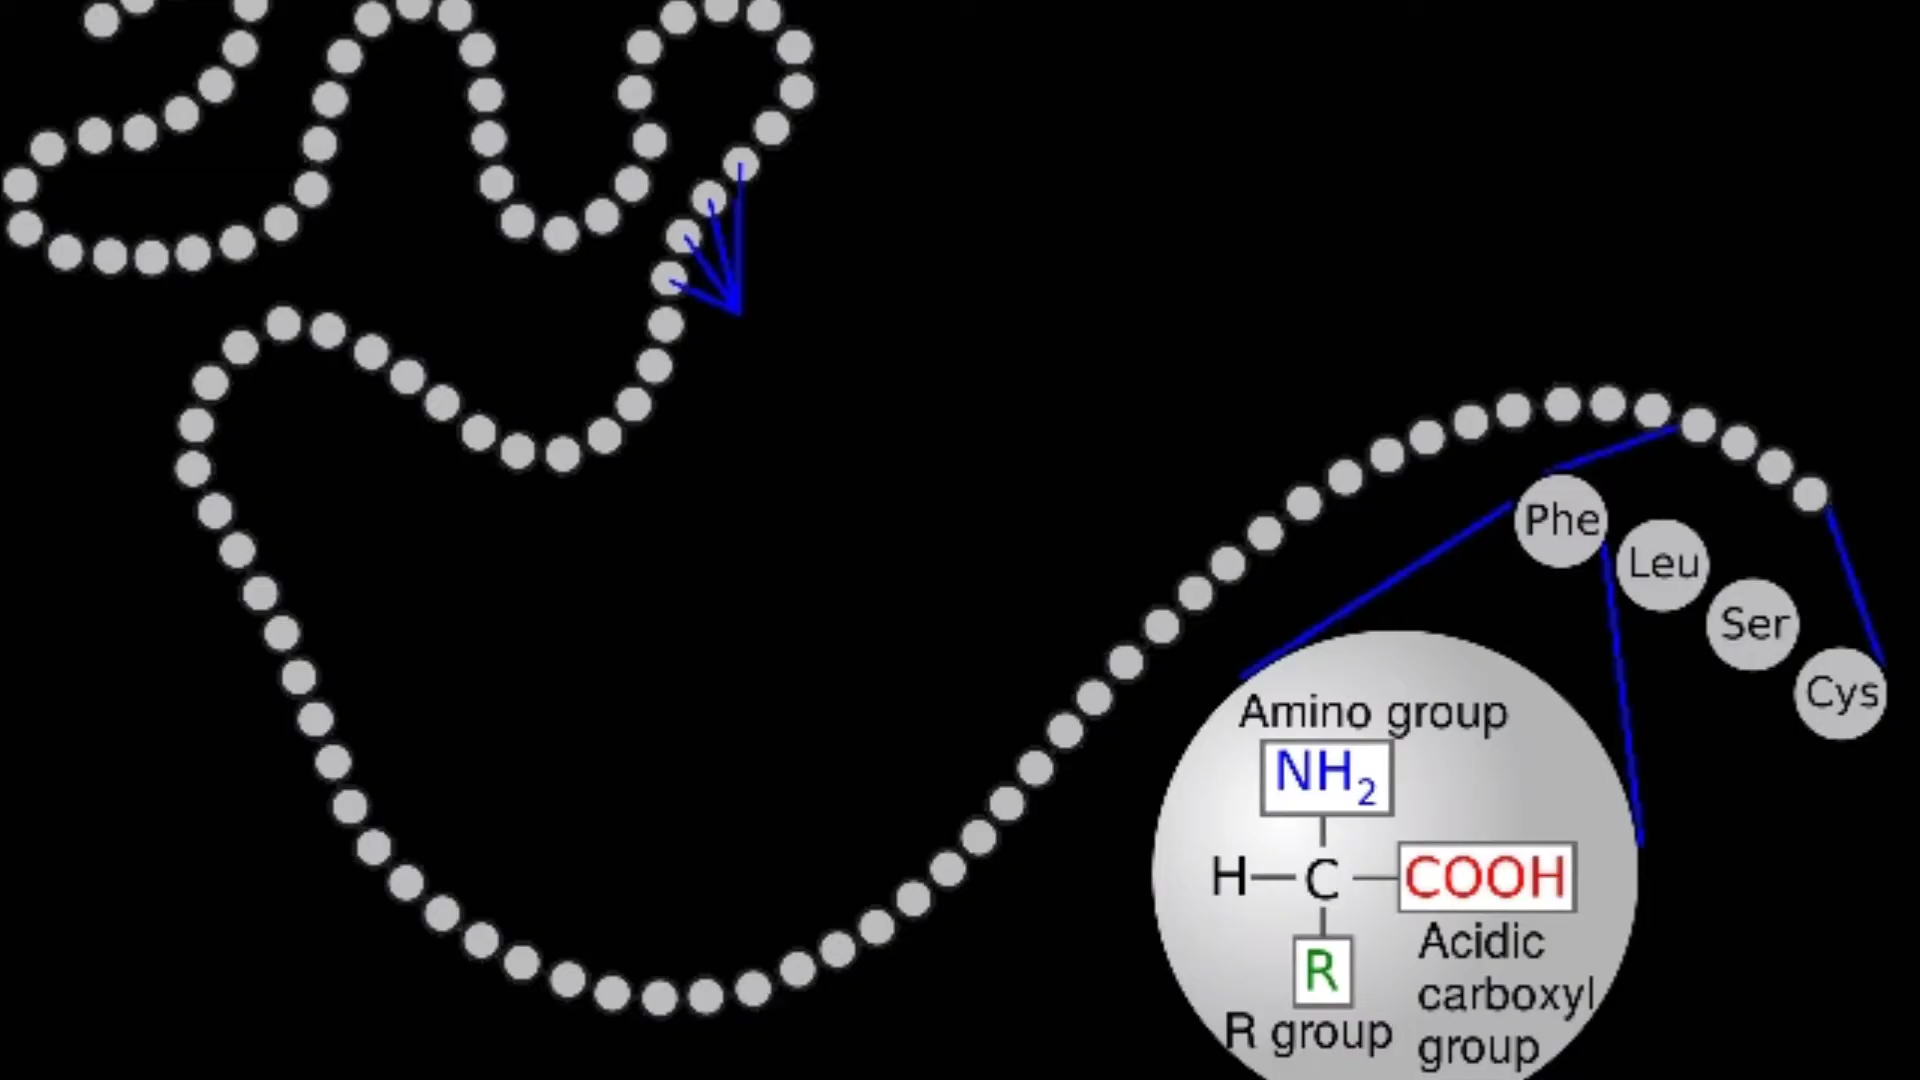 Phe
Leu
Ser
Cys
Amino group
NH2
H—C—COOH
R
R group
Acidic
carboxyl
group